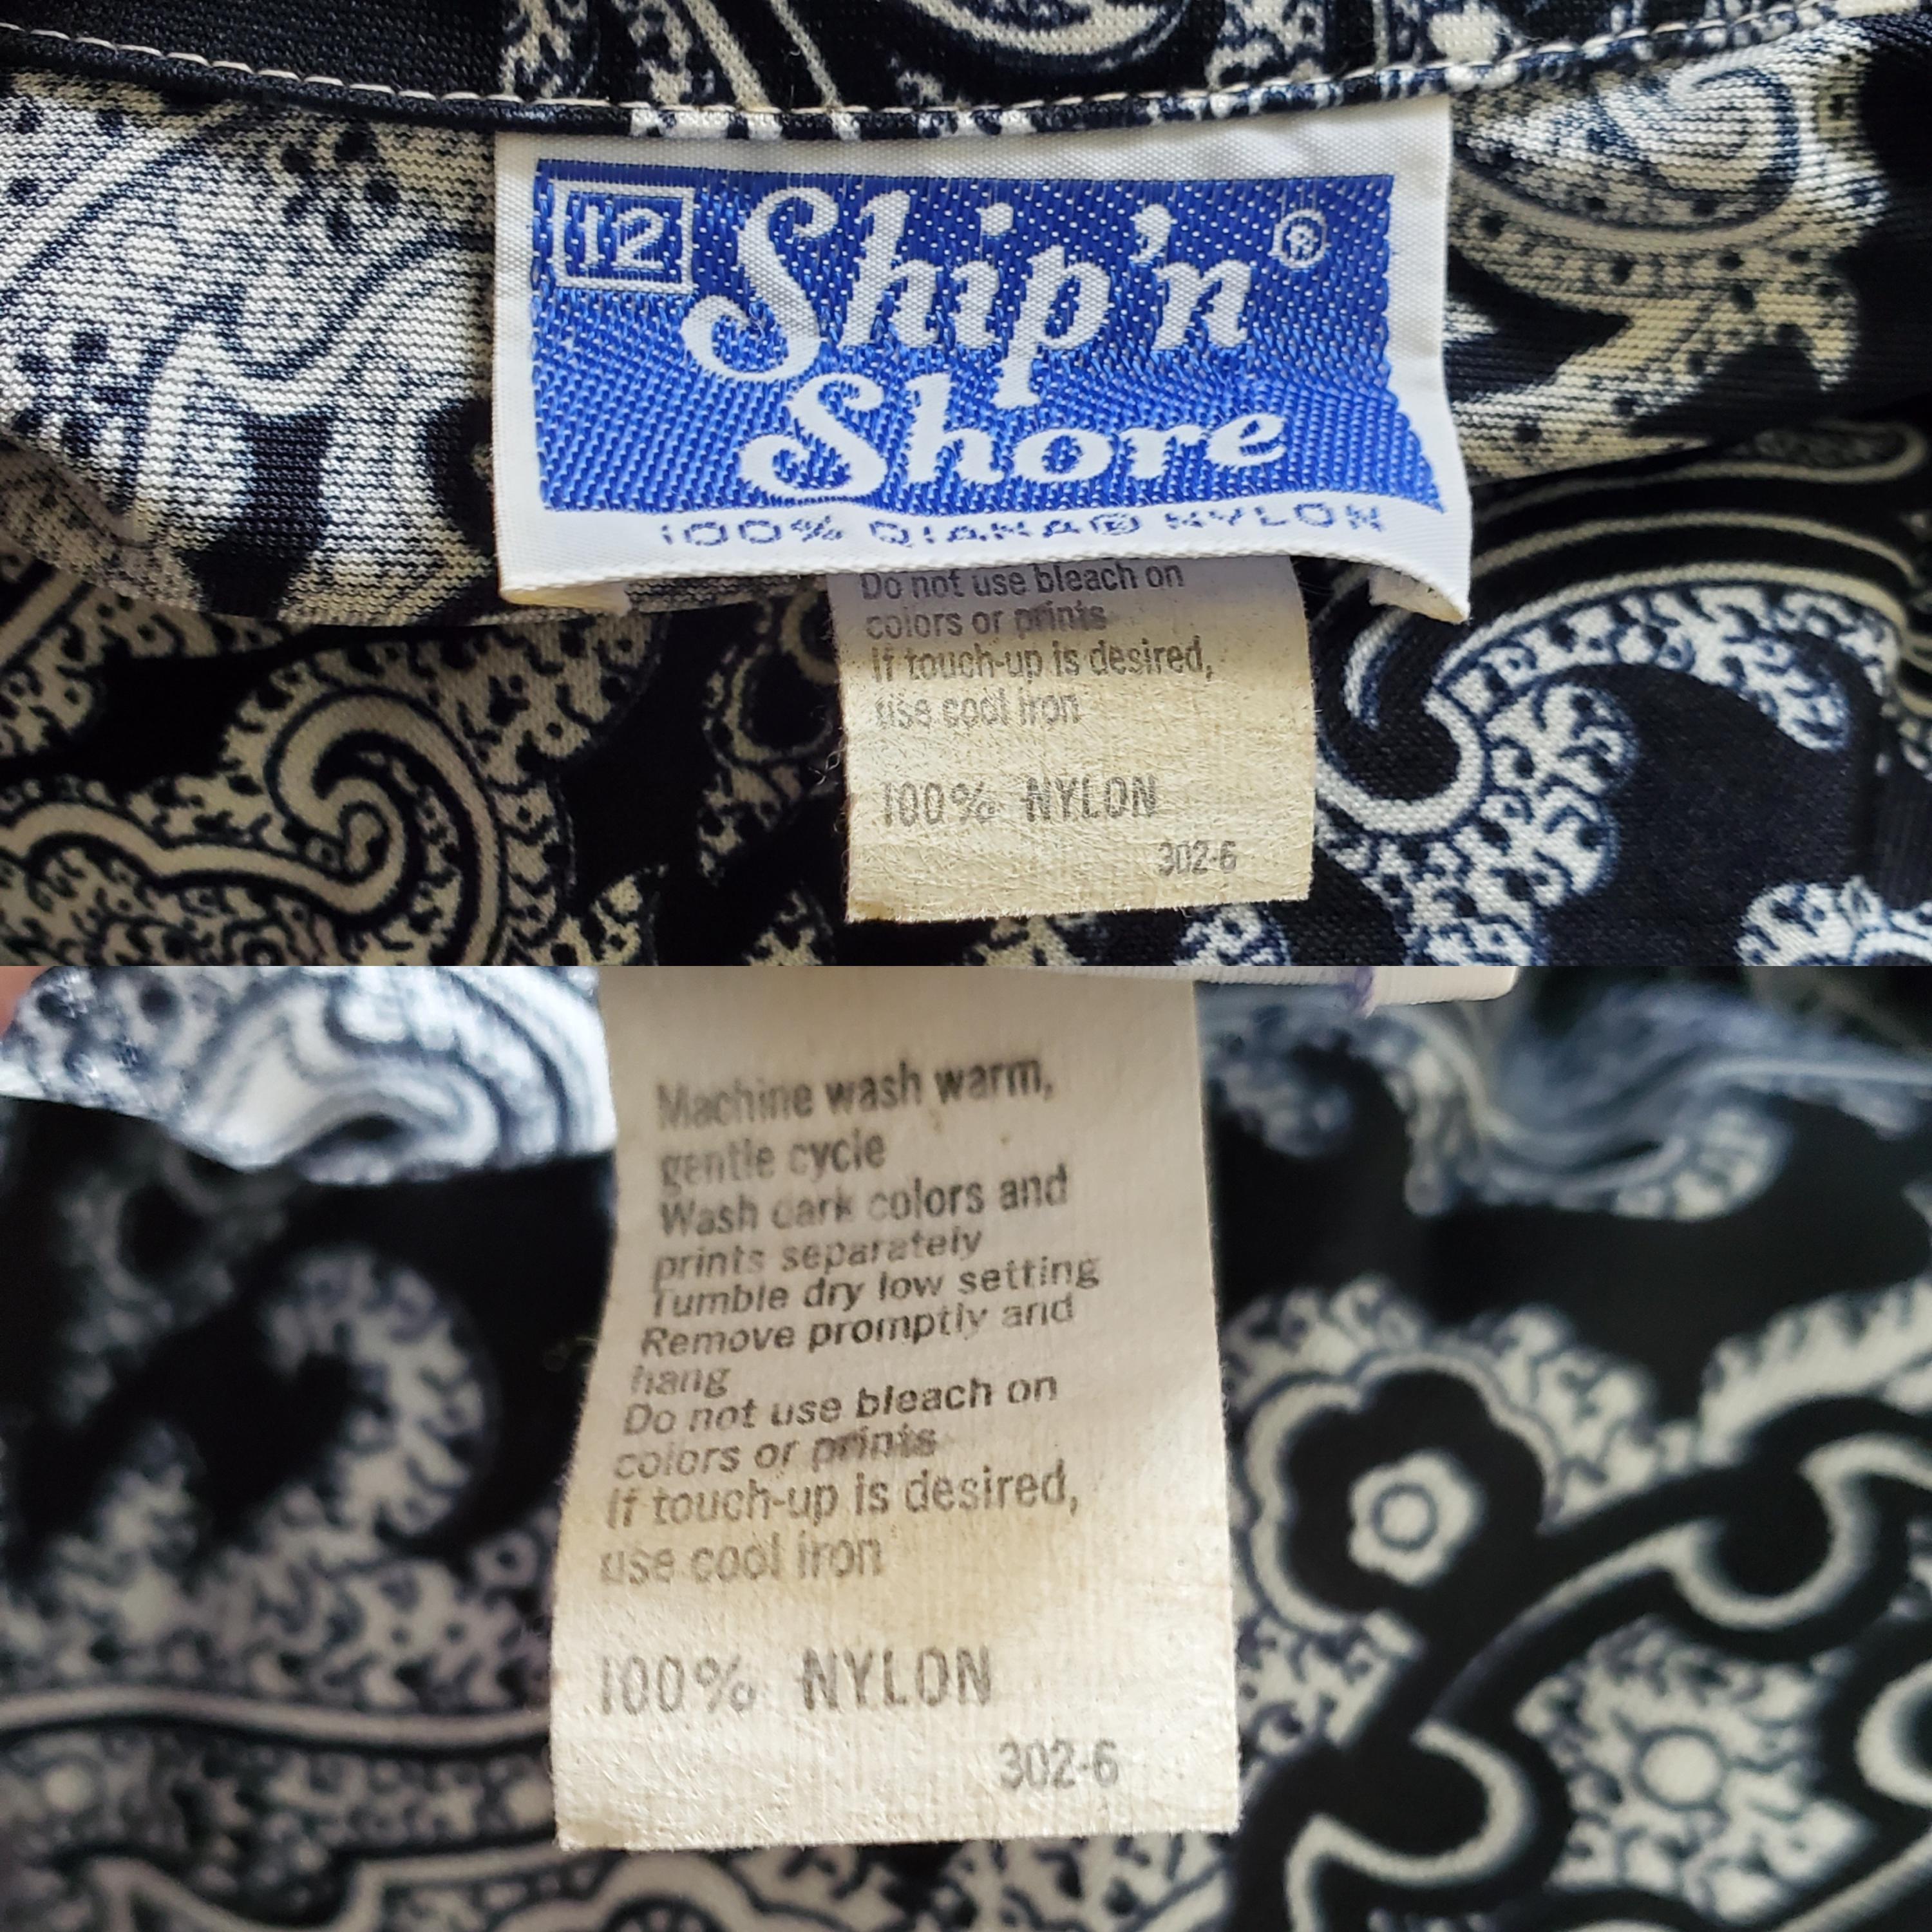 12 Ship'n®
Shore
100% QIANA® NYLON
Do not use bleach on
colors or prints
If touch-up is desired,
use cool iron
100% NYLON
302-6
Machine wash warm,
gentle cycle
Wash dark colors and
prints separately
Tumble dry low setting
Remove promptly and
hang
Do not use bleach on
colors or prints
If touch-up is desired,
use cool iron
100% NYLON
302-6